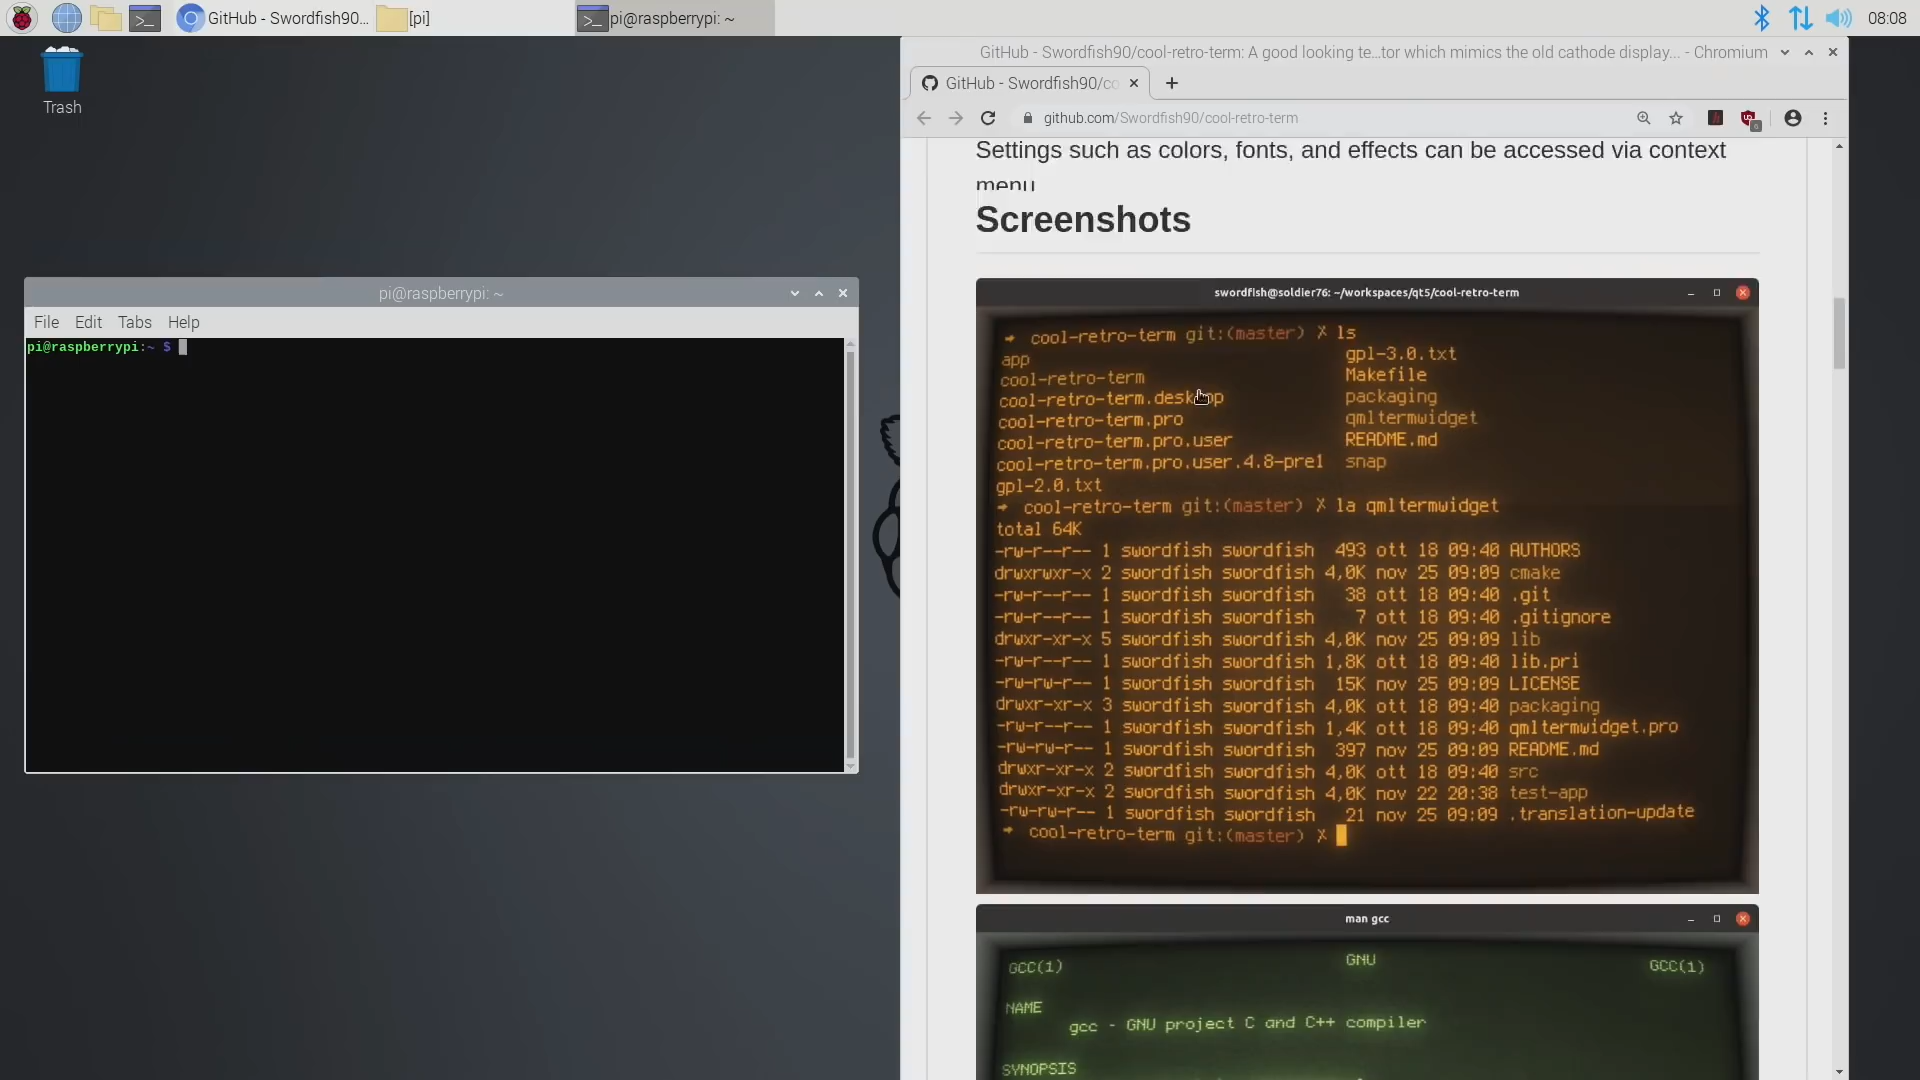 GitHub - Swordfish90...
[pi]
pi@raspberrypi: ~
08:08
Trash
GitHub - Swordfish90/cool-retro-term: A good looking te...tor which mimics the old cathode display... - Chromium
GitHub - Swordfish90/co
github.com/Swordfish90/cool-retro-term
Settings such as colors, fonts, and effects can be accessed via context
menu
Screenshots
pi@raspberrypi: ~
File Edit Tabs Help
pi@raspberrypi:~ $
swordfish@soldier76: ~/workspaces/qt5/cool-retro-term
→ cool-retro-term git:(master) ✗ ls
app gpl-3.0.txt
cool-retro-term Makefile
cool-retro-term.desktop packaging
cool-retro-term.pro qmltermwidget
cool-retro-term.pro.user README.md
cool-retro-term.pro.user.4.8-pre1 snap
gpl-2.0.txt
→ cool-retro-term git:(master) ✗ la qmltermwidget
total 64K
-rw-r--r-- 1 swordfish swordfish 493 ott 18 09:40 AUTHORS
drwxrwxr-x 2 swordfish swordfish 4,0K nov 25 09:09 cmake
-rw-r--r-- 1 swordfish swordfish 38 ott 18 09:40 .git
-rw-r--r-- 1 swordfish swordfish 7 ott 18 09:40 .gitignore
drwxr-xr-x 5 swordfish swordfish 4,0K nov 25 09:09 lib
-rw-r--r-- 1 swordfish swordfish 1,8K ott 18 09:40 lib.pri
-rw-rw-r-- 1 swordfish swordfish 15K nov 25 09:09 LICENSE
drwxr-xr-x 3 swordfish swordfish 4,0K ott 18 09:40 packaging
-rw-r--r-- 1 swordfish swordfish 1,4K ott 18 09:40 qmltermwidget.pro
-rw-rw-r-- 1 swordfish swordfish 397 nov 25 09:09 README.md
drwxr-xr-x 2 swordfish swordfish 4,0K ott 18 09:40 src
drwxr-xr-x 2 swordfish swordfish 4,0K nov 22 20:38 test-app
-rw-rw-r-- 1 swordfish swordfish 21 nov 25 09:09 .translation-update
→ cool-retro-term git:(master) ✗
man gcc
GCC(1) GNU GCC(1)
NAME
gcc - GNU project C and C++ compiler
SYNOPSIS